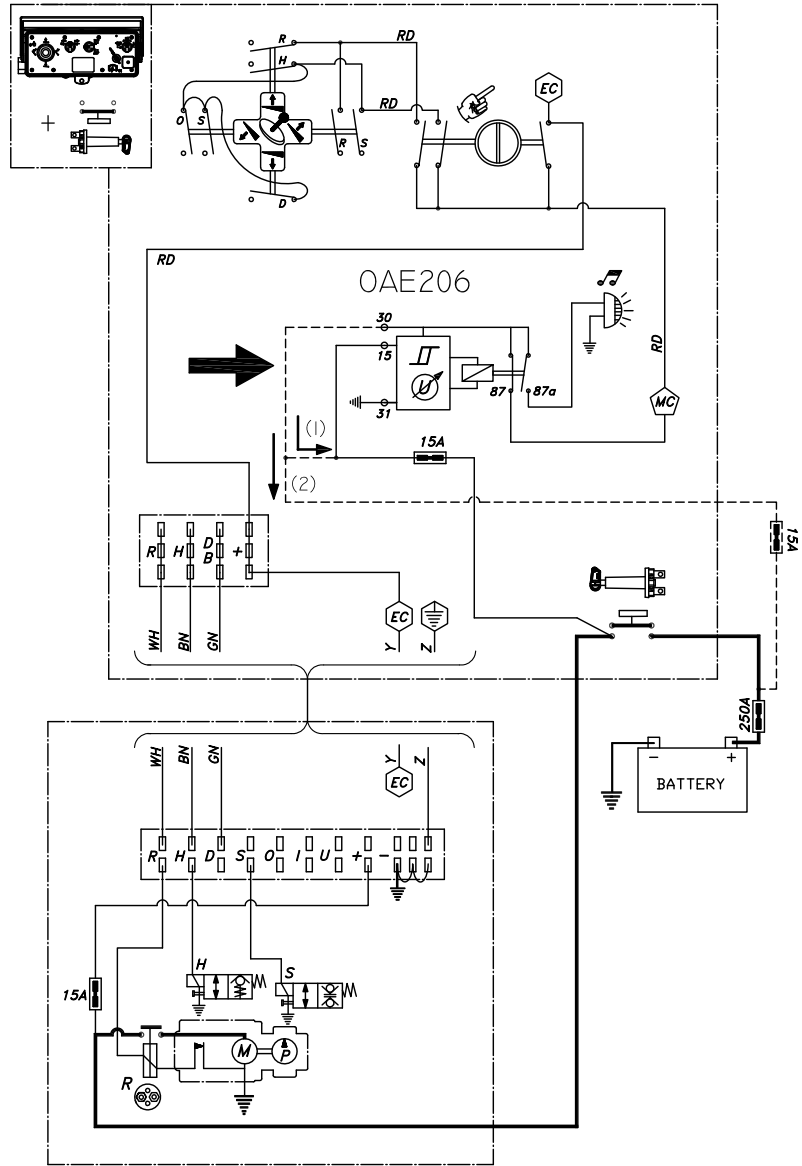 R
RD
H
EC
O S
RD
R S
D
RD
OAE206
30
15
RD
U
87 87a
MC
31
(1)
15A
(2)
15A
R H D B +
EC
WH BN GN Y Z
250A
- +
BATTERY
WH BN GN Y Z
EC
R H D S O I U + -
H
S
15A
M P
R